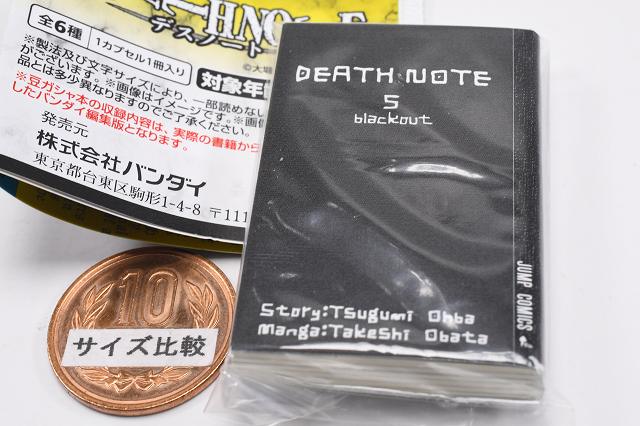 デスノート
全6種
1カプセル1冊入り
対象年
※製法及び文字サイズにより、一部読めない
がございます。※画像はイメージです。※画像
品とは多少異なりますのでご了承ください。
※豆ガシャ本の収録内容は、実際の書籍から
したバンダイ編集版となります。
発売元
株式会社バンダイ
東京都台東区駒形1-4-8 〒111
DEATH NOTE
5
blackout
Story:Tsugumi Ohba
Manga:Takeshi Obata
JUMP COMICS
10
サイズ比較